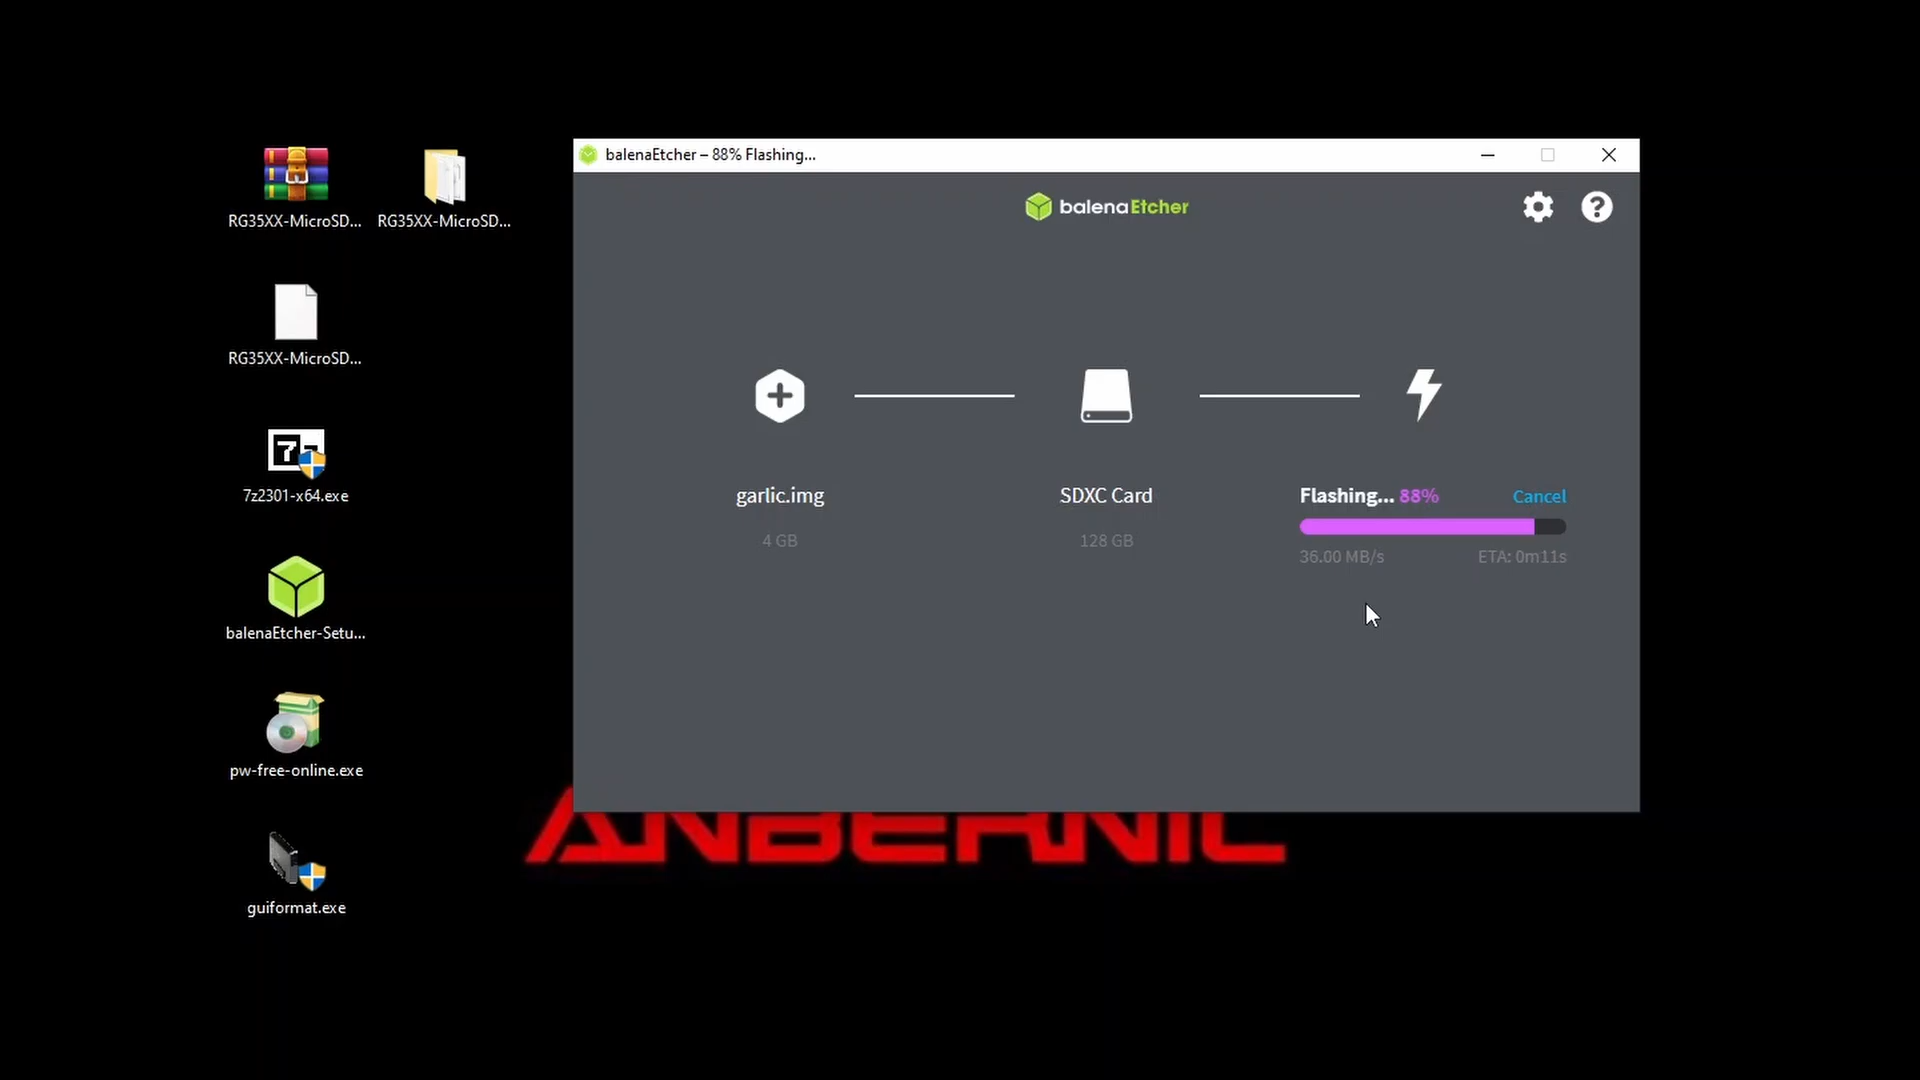 balenaEtcher – 88% Flashing...
balenaEtcher
RG35XX-MicroSD...
RG35XX-MicroSD...
RG35XX-MicroSD...
7z2301-x64.exe
balenaEtcher-Setu...
pw-free-online.exe
guiformat.exe
garlic.img
4 GB
SDXC Card
128 GB
Flashing... 88%
Cancel
36.00 MB/s
ETA: 0m11s
ANBERNIC